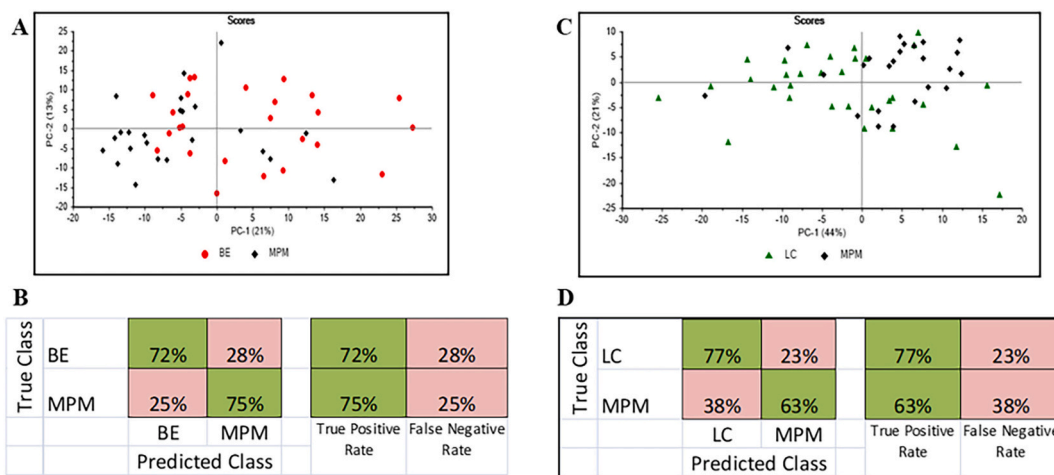 A
Scores
PC-2 (13%)
25
20
15
10
5
0
-5
-10
-15
-20
-20 -15 -10 -5 0 5 10 15 20 25 30
PC-1 (21%)
BE MPM
C
Scores
PC-2 (21%)
10
5
0
-5
-10
-15
-20
-25
-30 -25 -20 -15 -10 -5 0 5 10 15 20
PC-1 (44%)
LC MPM
B
True Class
BE 72% 28% 72% 28%
MPM 25% 75% 75% 25%
BE MPM True Positive Rate False Negative Rate
Predicted Class
D
True Class
LC 77% 23% 77% 23%
MPM 38% 63% 63% 38%
LC MPM True Positive Rate False Negative Rate
Predicted Class